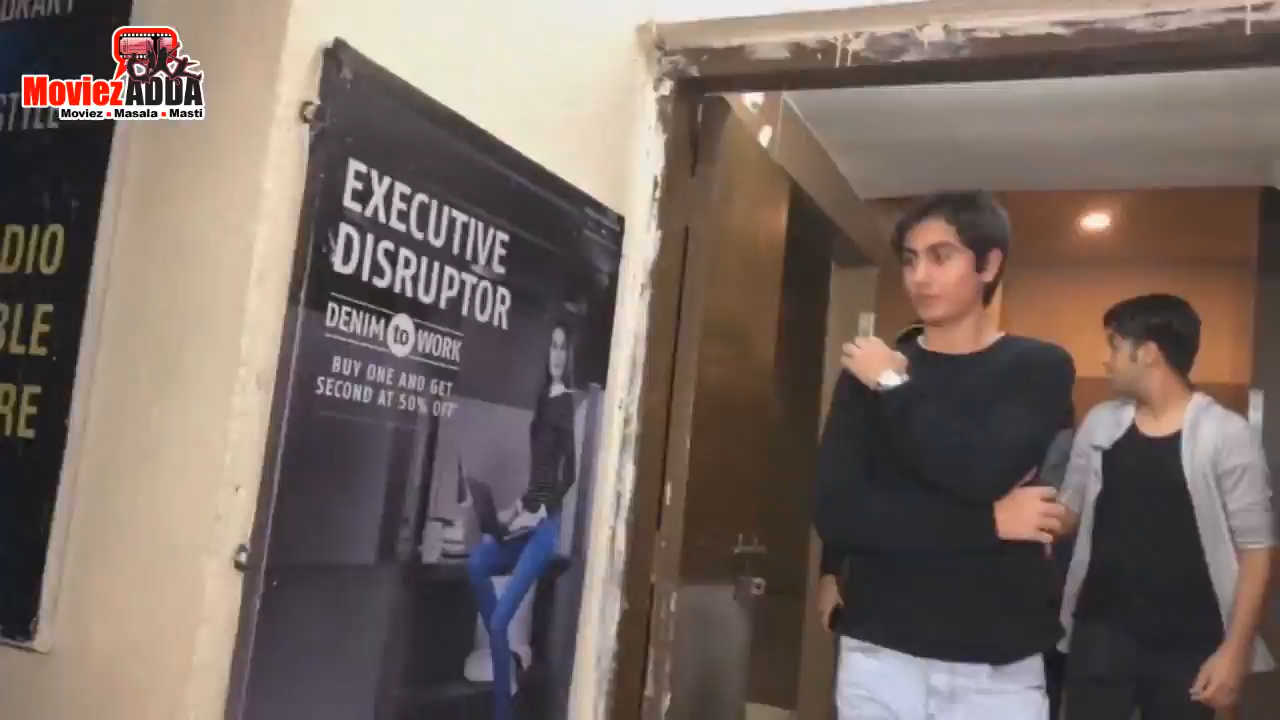 MoviezADDA
Moviez Masala Masti
STYLE
DIO
BLE
RE
EXECUTIVE
DISRUPTOR
DENIM to WORK
BUY ONE AND GET
SECOND AT 50% OFF